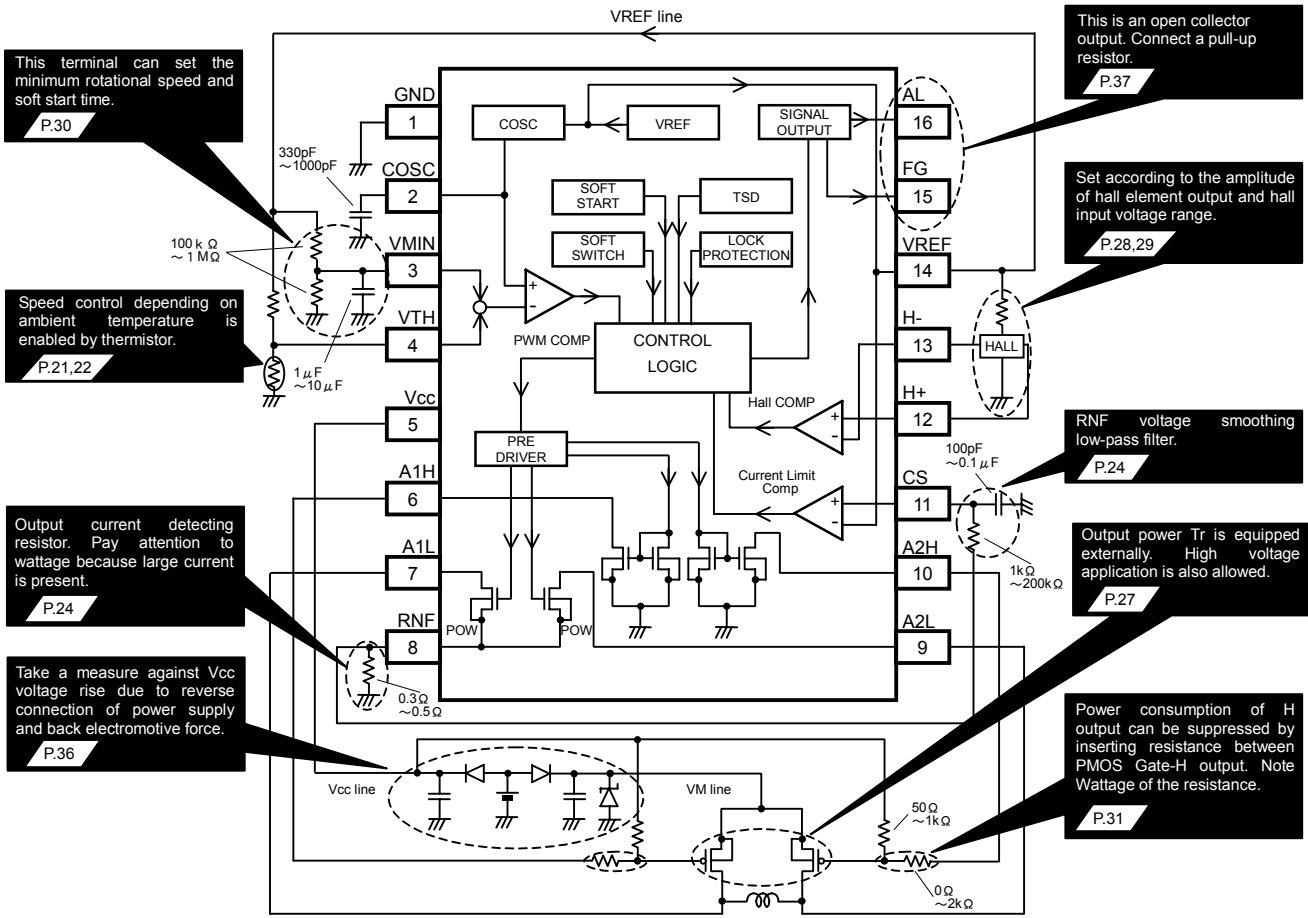 VREF line
This terminal can set the
minimum rotational speed and
soft start time.
P.30
Speed control depending on
ambient temperature is
enabled by thermistor.
P.21,22
Output current detecting
resistor. Pay attention to
wattage because large current
is present.
P.24
Take a measure against Vcc
voltage rise due to reverse
connection of power supply
and back electromotive force.
P.36
GND
1
330pF
~1000pF
COSC
2
100kΩ
~1MΩ
VMIN
3
VTH
4
1μF
~10μF
Vcc
5
A1H
6
A1L
7
RNF
8
0.3Ω
~0.5Ω
COSC
VREF
SIGNAL
OUTPUT
SOFT
START
TSD
SOFT
SWITCH
LOCK
PROTECTION
+
-
PWM COMP
CONTROL
LOGIC
Hall COMP
+
-
PRE
DRIVER
Current Limit
Comp
+
-
POW
POW
AL
16
FG
15
VREF
14
H-
13
HALL
H+
12
100pF
~0.1μF
CS
11
1kΩ
~200kΩ
A2H
10
A2L
9
Vcc line
VM line
50Ω
~1kΩ
0Ω
~2kΩ
This is an open collector
output. Connect a pull-up
resistor.
P.37
Set according to the amplitude
of hall element output and hall
input voltage range.
P.28,29
RNF voltage smoothing
low-pass filter.
P.24
Output power Tr is equipped
externally. High voltage
application is also allowed.
P.27
Power consumption of H
output can be suppressed by
inserting resistance between
PMOS Gate-H output. Note
Wattage of the resistance.
P.31